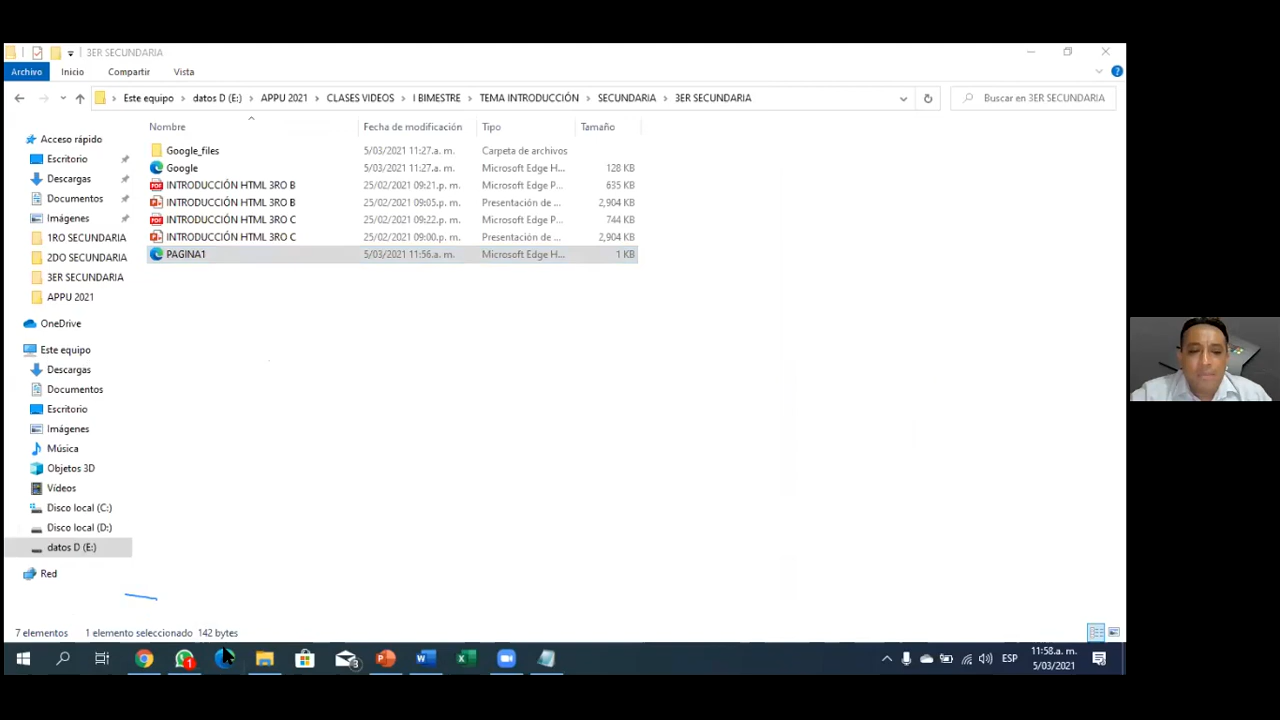 3ER SECUNDARIA
Archivo Inicio Compartir Vista
Este equipo > datos D (E:) > APPU 2021 > CLASES VIDEOS > I BIMESTRE > TEMA INTRODUCCIÓN > SECUNDARIA > 3ER SECUNDARIA
Buscar en 3ER SECUNDARIA
Nombre Fecha de modificación Tipo Tamaño
Google_files 5/03/2021 11:27 a. m. Carpeta de archivos
Google 5/03/2021 11:27 a. m. Microsoft Edge H... 128 KB
INTRODUCCIÓN HTML 3RO B 25/02/2021 09:21 p. m. Microsoft Edge P... 635 KB
INTRODUCCIÓN HTML 3RO B 25/02/2021 09:05 p. m. Presentación de ... 2,904 KB
INTRODUCCIÓN HTML 3RO C 25/02/2021 09:22 p. m. Microsoft Edge P... 744 KB
INTRODUCCIÓN HTML 3RO C 25/02/2021 09:00 p. m. Presentación de ... 2,904 KB
PAGINA1 5/03/2021 11:56 a. m. Microsoft Edge H... 1 KB
Acceso rápido
Escritorio
Descargas
Documentos
Imágenes
1RO SECUNDARIA
2DO SECUNDARIA
3ER SECUNDARIA
APPU 2021
OneDrive
Este equipo
Descargas
Documentos
Escritorio
Imágenes
Música
Objetos 3D
Vídeos
Disco local (C:)
Disco local (D:)
datos D (E:)
Red
7 elementos 1 elemento seleccionado 142 bytes
ESP
11:58 a. m.
5/03/2021